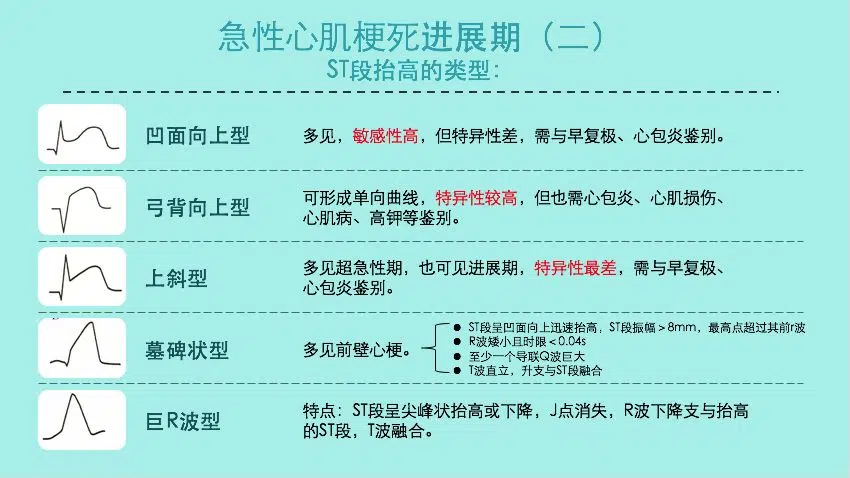 急性心肌梗死进展期（二）
ST段抬高的类型：
凹面向上型
多见，敏感性高，但特异性差，需与早复极、心包炎鉴别。
弓背向上型
可形成单向曲线，特异性较高，但也需心包炎、心肌损伤、
心肌病、高钾等鉴别。
上斜型
多见超急性期，也可见进展期，特异性最差，需与早复极、
心包炎鉴别。
墓碑状型
多见前壁心梗。
● ST段呈凹面向上迅速抬高，ST段振幅＞8mm，最高点超过其前r波
● R波矮小且时限＜0.04s
● 至少一个导联Q波巨大
● T波直立，升支与ST段融合
巨R波型
特点：ST段呈尖峰状抬高或下降，J点消失，R波下降支与抬高
的ST段，T波融合。